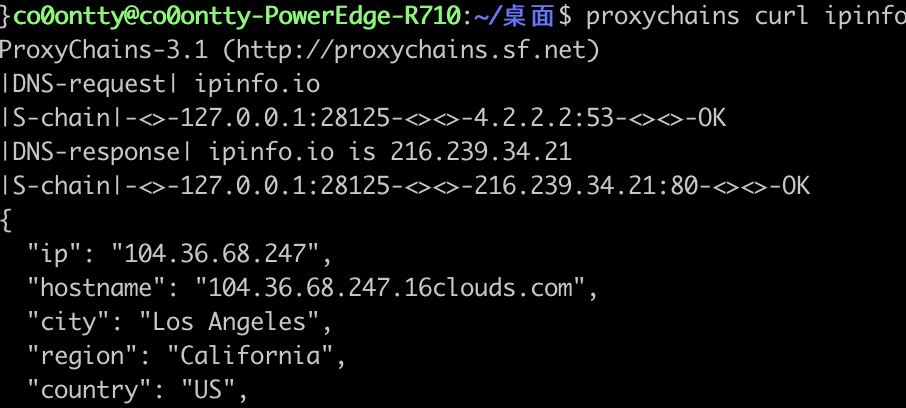 }co0ontty@co0ontty-PowerEdge-R710:~/桌面$ proxychains curl ipinfo
ProxyChains-3.1 (http://proxychains.sf.net)
|DNS-request| ipinfo.io
|S-chain|-<>-127.0.0.1:28125-<><>-4.2.2.2:53-<><>-OK
|DNS-response| ipinfo.io is 216.239.34.21
|S-chain|-<>-127.0.0.1:28125-<><>-216.239.34.21:80-<><>-OK
{
  "ip": "104.36.68.247",
  "hostname": "104.36.68.247.16clouds.com",
  "city": "Los Angeles",
  "region": "California",
  "country": "US",